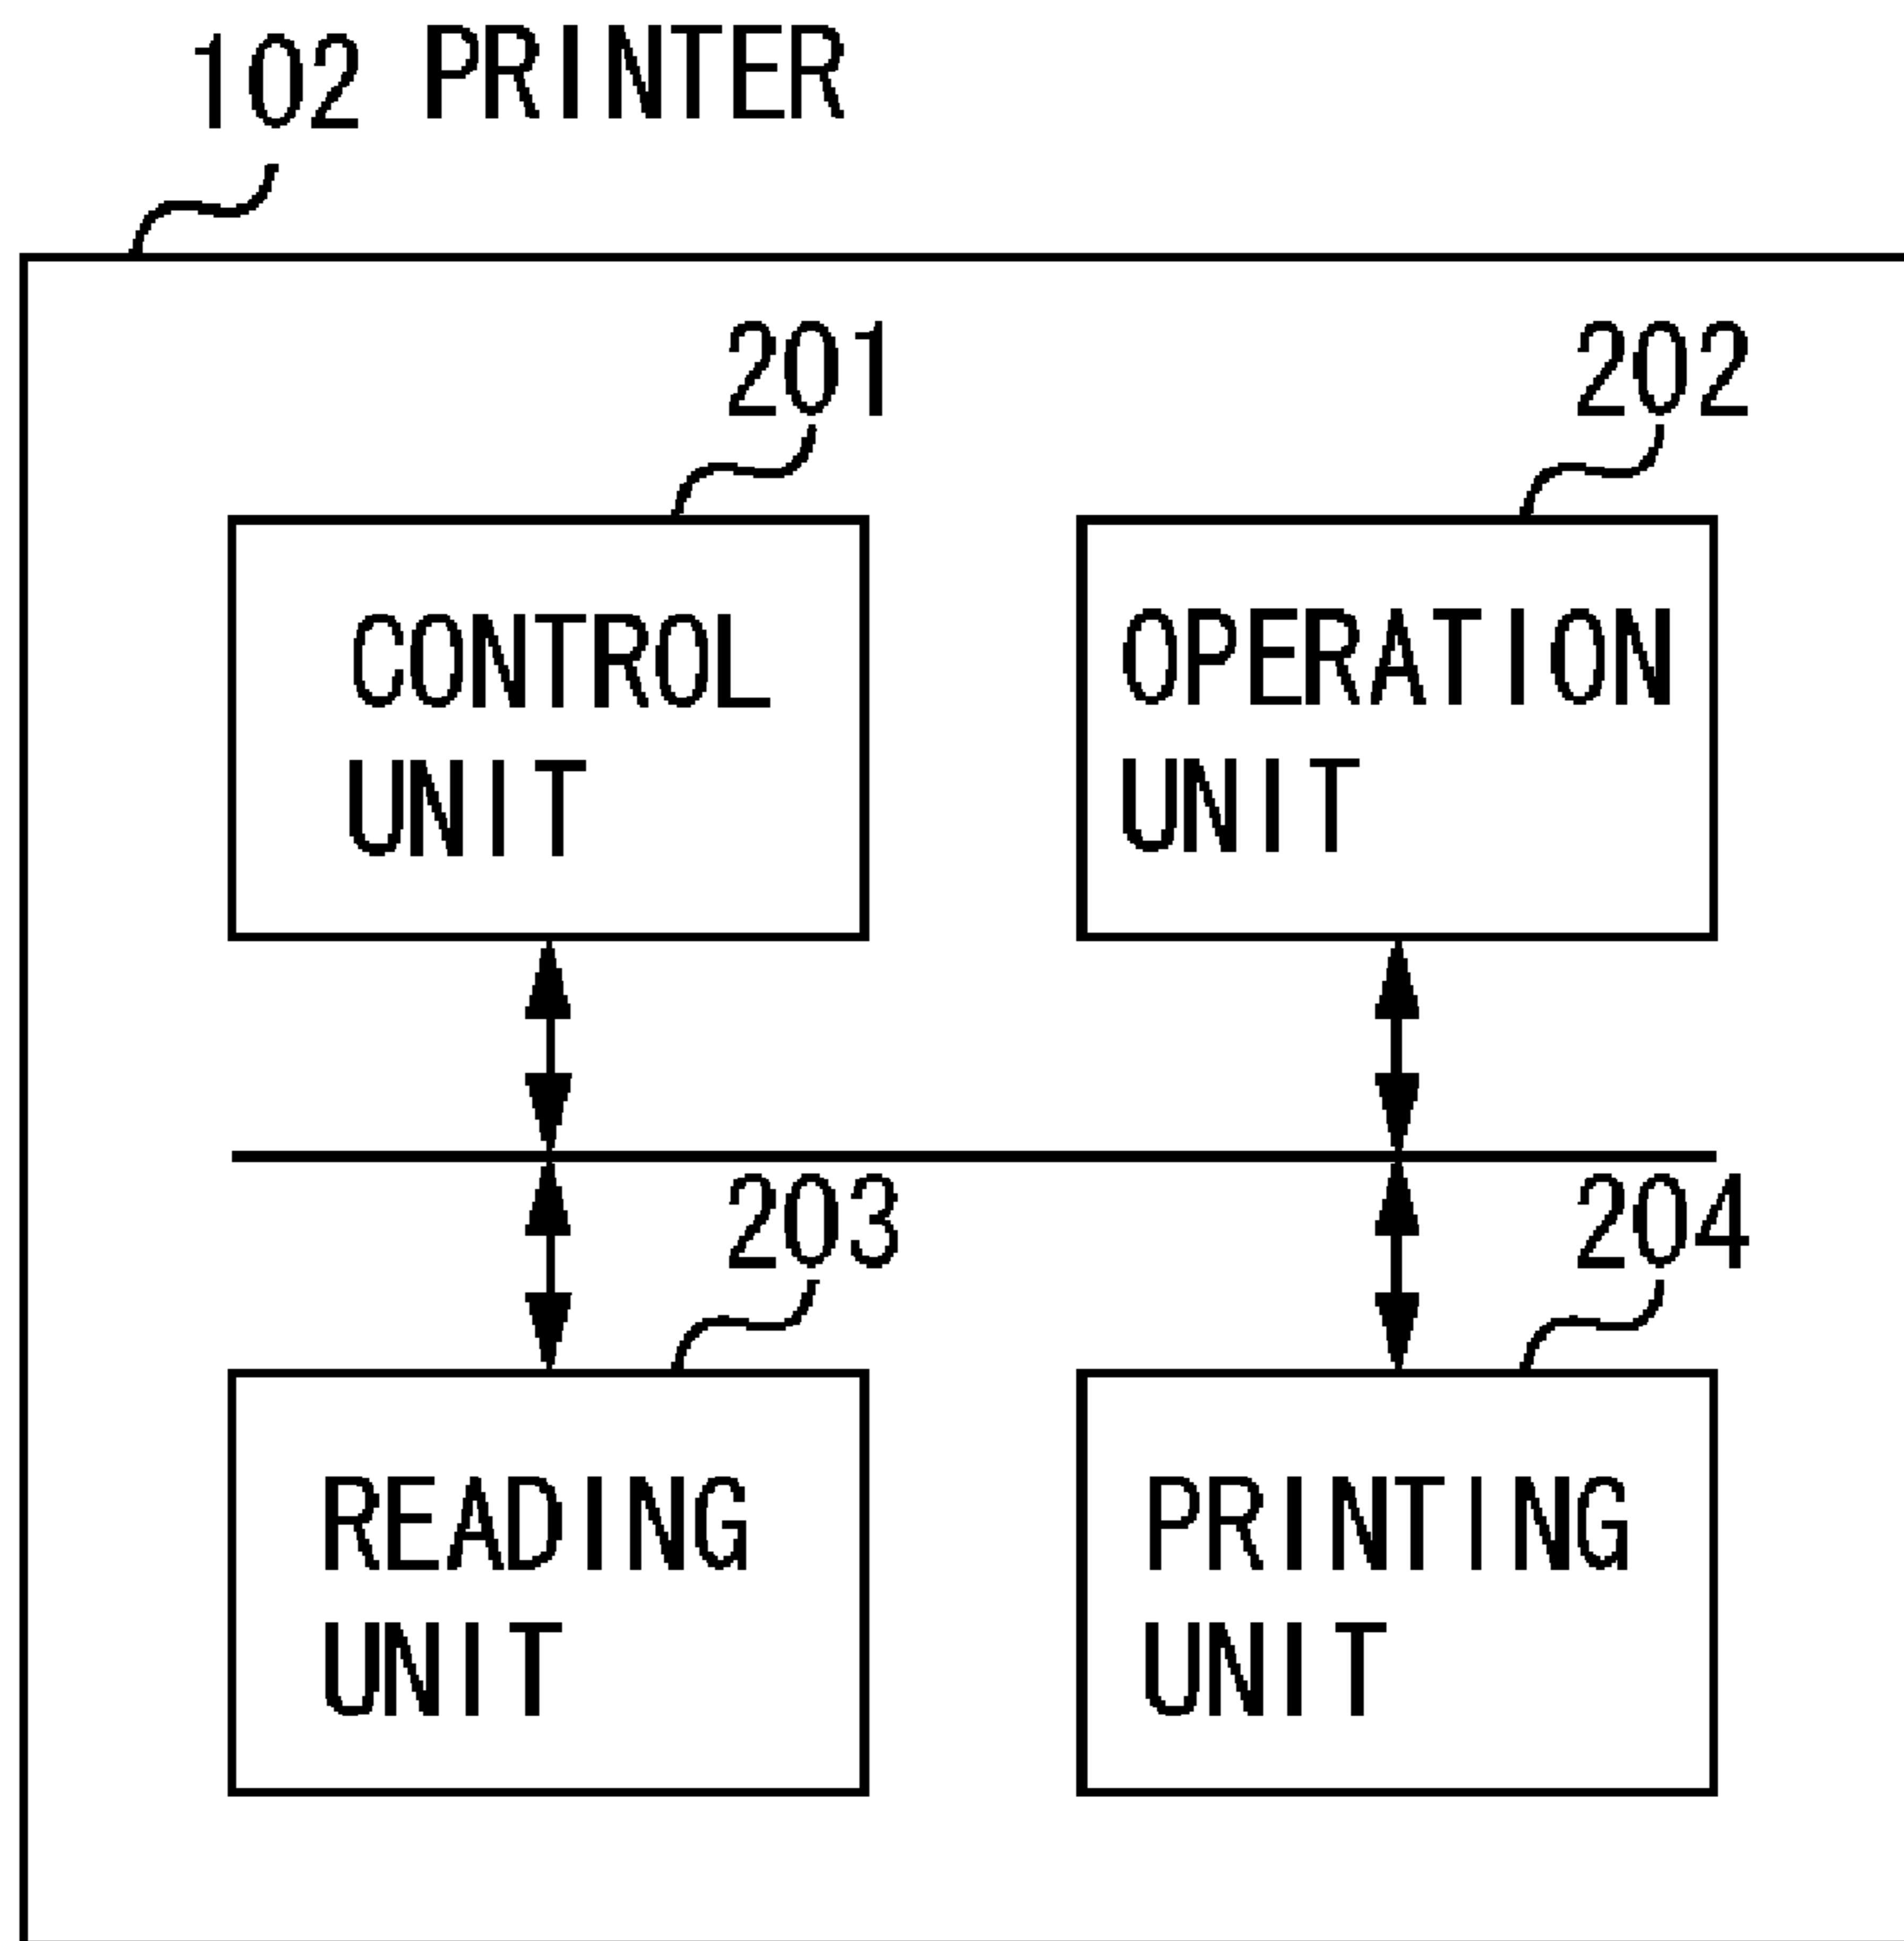 102 PRINTER
201
202
CONTROL
UNIT
OPERATION
UNIT
203
204
READING
UNIT
PRINTING
UNIT